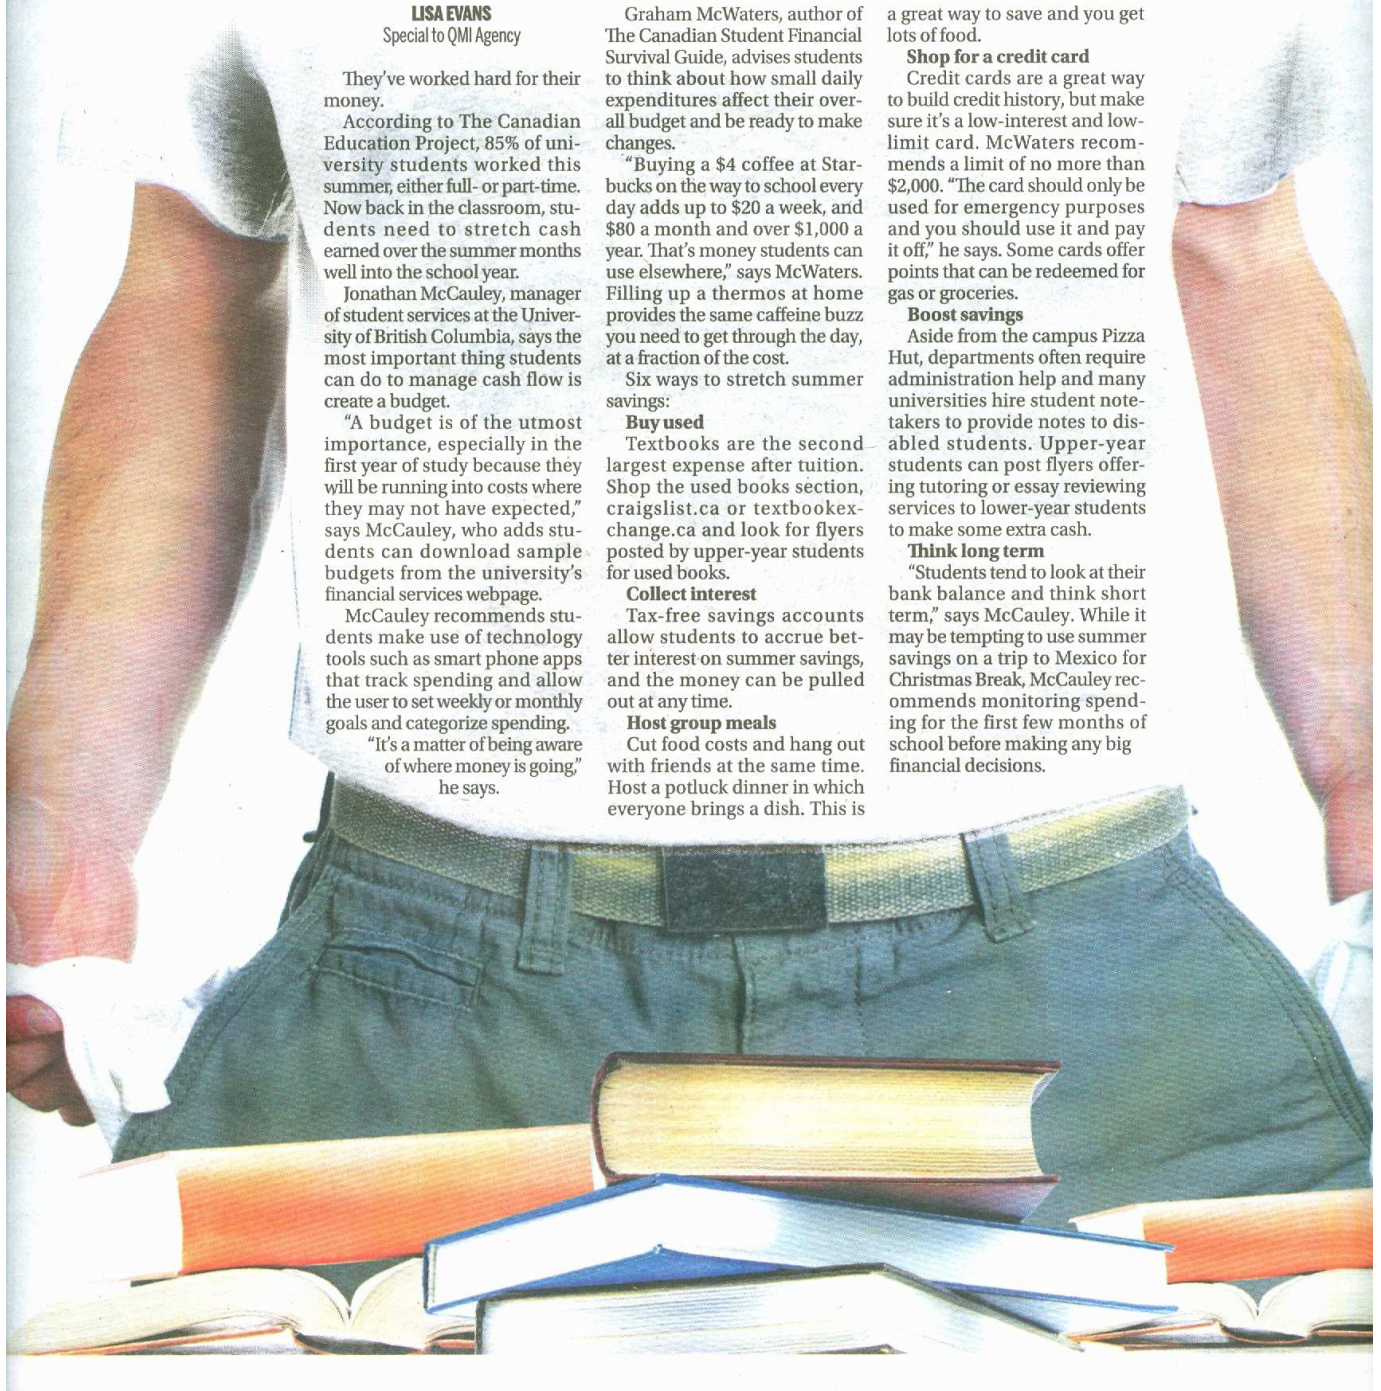 LISA EVANS
Special to QMI Agency
They've worked hard for their
money.
According to The Canadian
Education Project, 85% of uni-
versity students worked this
summer, either full- or part-time.
Now back in the classroom, stu-
dents need to stretch cash
earned over the summer months
well into the school year.
Jonathan McCauley, manager
of student services at the Univer-
sity of British Columbia, says the
most important thing students
can do to manage cash flow is
create a budget.
"A budget is of the utmost
importance, especially in the
first year of study because they
will be running into costs where
they may not have expected,"
says McCauley, who adds stu-
dents can download sample
budgets from the university's
financial services webpage.
McCauley recommends stu-
dents make use of technology
tools such as smart phone apps
that track spending and allow
the user to set weekly or monthly
goals and categorize spending.
"It's a matter of being aware
of where money is going,"
he says.
Graham McWaters, author of
The Canadian Student Financial
Survival Guide, advises students
to think about how small daily
expenditures affect their over-
all budget and be ready to make
changes.
"Buying a $4 coffee at Star-
bucks on the way to school every
day adds up to $20 a week, and
$80 a month and over $1,000 a
year. That's money students can
use elsewhere," says McWaters.
Filling up a thermos at home
provides the same caffeine buzz
you need to get through the day,
at a fraction of the cost.
Six ways to stretch summer
savings:
Buy used
Textbooks are the second
largest expense after tuition.
Shop the used books section,
craigslist.ca or textbookex-
change.ca and look for flyers
posted by upper-year students
for used books.
Collect interest
Tax-free savings accounts
allow students to accrue bet-
ter interest on summer savings,
and the money can be pulled
out at any time.
Host group meals
Cut food costs and hang out
with friends at the same time.
Host a potluck dinner in which
everyone brings a dish. This is
a great way to save and you get
lots of food.
Shop for a credit card
Credit cards are a great way
to build credit history, but make
sure it's a low-interest and low-
limit card. McWaters recom-
mends a limit of no more than
$2,000. "The card should only be
used for emergency purposes
and you should use it and pay
it off," he says. Some cards offer
points that can be redeemed for
gas or groceries.
Boost savings
Aside from the campus Pizza
Hut, departments often require
administration help and many
universities hire student note-
takers to provide notes to dis-
abled students. Upper-year
students can post flyers offer-
ing tutoring or essay reviewing
services to lower-year students
to make some extra cash.
Think long term
"Students tend to look at their
bank balance and think short
term," says McCauley. While it
may be tempting to use summer
savings on a trip to Mexico for
Christmas Break, McCauley rec-
ommends monitoring spend-
ing for the first few months of
school before making any big
financial decisions.